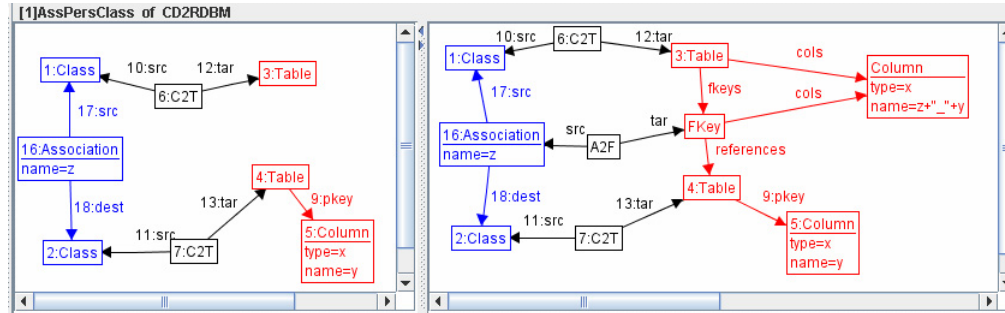 [1]AssPersClass of CD2RDBM
1:Class
10:src
12:tar
3:Table
6:C2T
17:src
16:Association
name=z
18:dest
4:Table
13:tar
9:pkey
11:src
2:Class
7:C2T
5:Column
type=x
name=y
10:src
6:C2T
12:tar
1:Class
3:Table
cols
Column
type=x
name=z+"_"+y
17:src
fkeys
cols
src
tar
FKey
16:Association
name=z
A2F
references
18:dest
4:Table
13:tar
9:pkey
11:src
2:Class
7:C2T
5:Column
type=x
name=y